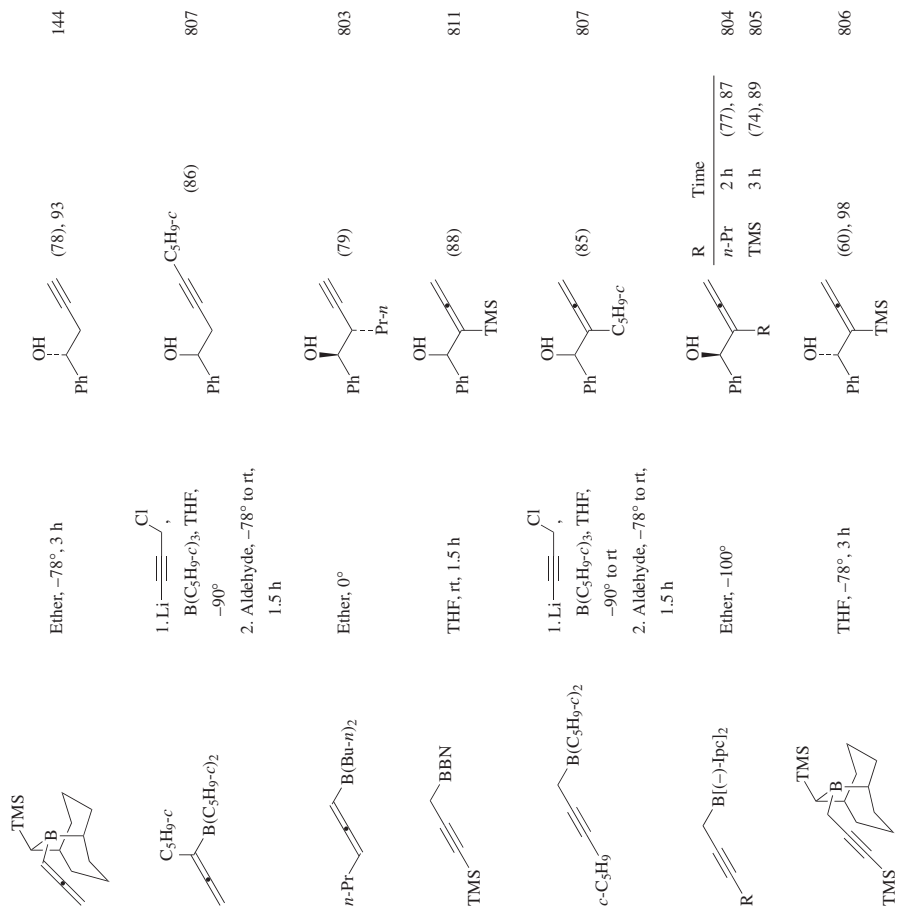 TMS
B
Ether, –78°, 3 h
OH
Ph
(78), 93
144
C5H9-c
B(C5H9-c)2
1. Li
Cl
,
B(C5H9-c)3, THF,
–90°
2. Aldehyde, –78° to rt,
1.5 h
OH
Ph
C5H9-c
(86)
807
n-Pr
B(Bu-n)2
Ether, 0°
OH
Ph
Pr-n
(79)
803
TMS
BBN
THF, rt, 1.5 h
OH
Ph
TMS
(88)
811
c-C5H9
B(C5H9-c)2
1. Li
Cl
,
B(C5H9-c)3, THF,
–90° to rt
2. Aldehyde, –78° to rt,
1.5 h
OH
Ph
C5H9-c
(85)
807
R
B[(–)-Ipc]2
Ether, –100°
OH
Ph
R
R Time
n-Pr 2 h (77), 87 804
TMS 3 h (74), 89 805
TMS
B
TMS
THF, –78°, 3 h
OH
Ph
TMS
(60), 98
806